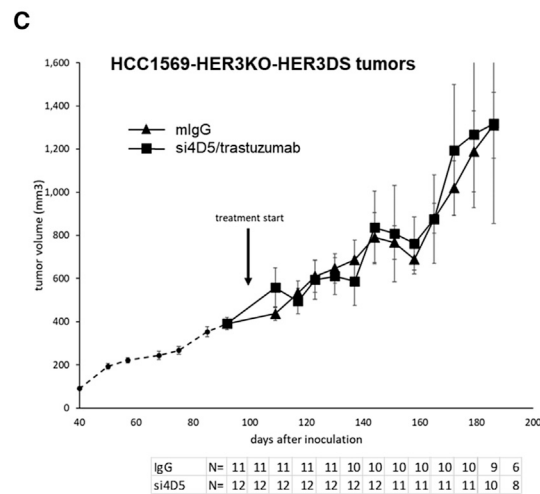 C
HCC1569-HER3KO-HER3DS tumors
mIgG
si4D5/trastuzumab
treatment start
tumor volume (mm3)
1,600
1,400
1,200
1,000
800
600
400
200
0
40 60 80 100 120 140 160 180 200
days after inoculation
IgG N= 11 11 11 11 11 10 10 10 10 10 10 9 6
si4D5 N= 12 12 12 12 12 12 11 11 11 11 11 10 8